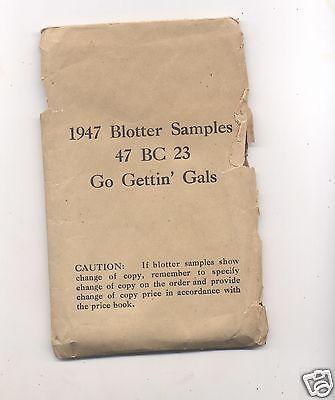 1947 Blotter Samples
47 BC 23
Go Gettin' Gals
CAUTION: If blotter samples show
change of copy, remember to specify
change of copy on the order and provide
change of copy price in accordance with
the price book.